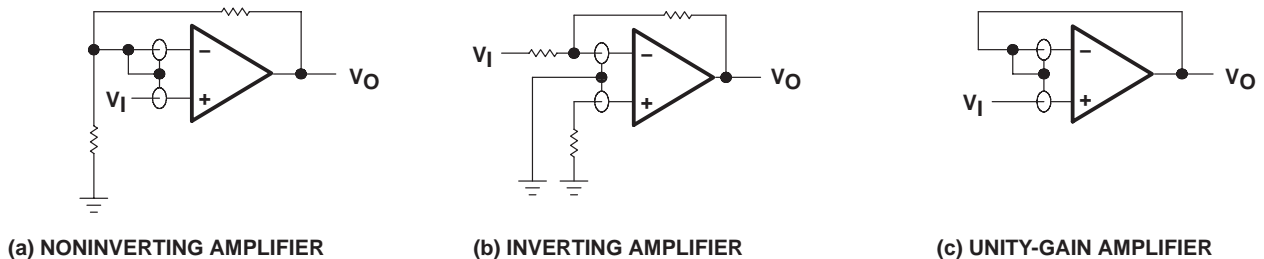 VI
−
+
VO
(a) NONINVERTING AMPLIFIER
VI
−
+
VO
(b) INVERTING AMPLIFIER
VI
−
+
VO
(c) UNITY-GAIN AMPLIFIER